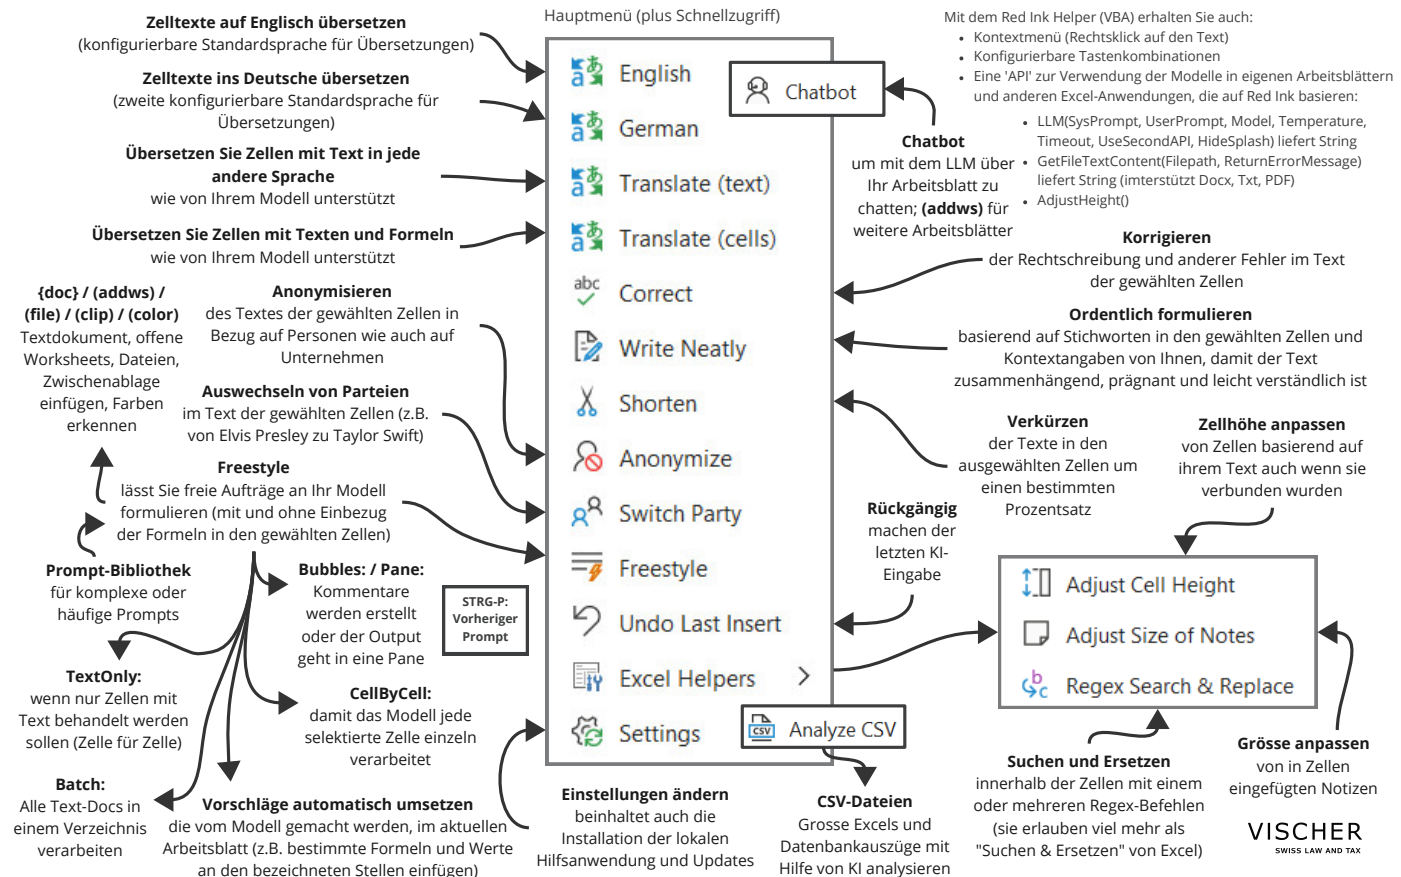 Hauptmenü (plus Schnellzugriff)
Zelltexte auf Englisch übersetzen
(konfigurierbare Standardsprache für Übersetzungen)
Zelltexte ins Deutsche übersetzen
(zweite konfigurierbare Standardsprache für
Übersetzungen)
Übersetzen Sie Zellen mit Text in jede
andere Sprache
wie von Ihrem Modell unterstützt
Übersetzen Sie Zellen mit Texten und Formeln
wie von Ihrem Modell unterstützt
{doc} / (addws) /
(file) / (clip) / (color)
Textdokument, offene
Worksheets, Dateien,
Zwischenablage
einfügen, Farben
erkennen
Anonymisieren
des Textes der gewählten Zellen in
Bezug auf Personen wie auch auf
Unternehmen
Auswechseln von Parteien
im Text der gewählten Zellen (z.B.
von Elvis Presley zu Taylor Swift)
Freestyle
lässt Sie freie Aufträge an Ihr Modell
formulieren (mit und ohne Einbezug
der Formeln in den gewählten Zellen)
Prompt-Bibliothek
für komplexe oder
häufige Prompts
Bubbles: / Pane:
Kommentare
werden erstellt
oder der Output
geht in eine Pane
STRG-P:
Vorheriger
Prompt
TextOnly:
wenn nur Zellen mit
Text behandelt werden
sollen (Zelle für Zelle)
CellByCell:
damit das Modell jede
selektierte Zelle einzeln
verarbeitet
Batch:
Alle Text-Docs in
einem Verzeichnis
verarbeiten
Vorschläge automatisch umsetzen
die vom Modell gemacht werden, im aktuellen
Arbeitsblatt (z.B. bestimmte Formeln und Werte
an den bezeichneten Stellen einfügen)
English
German
Translate (text)
Translate (cells)
abc
Correct
Write Neatly
Shorten
Anonymize
Switch Party
Freestyle
Undo Last Insert
Excel Helpers
Settings
Chatbot
CSV
Analyze CSV
Einstellungen ändern
beinhaltet auch die
Installation der lokalen
Hilfsanwendung und Updates
CSV-Dateien
Grosse Excels und
Datenbankauszüge mit
Hilfe von KI analysieren
Mit dem Red Ink Helper (VBA) erhalten Sie auch:
• Kontextmenü (Rechtsklick auf den Text)
• Konfigurierbare Tastenkombinationen
• Eine 'API' zur Verwendung der Modelle in eigenen Arbeitsblättern
und anderen Excel-Anwendungen, die auf Red Ink basieren:
• LLM(SysPrompt, UserPrompt, Model, Temperature,
Timeout, UseSecondAPI, HideSplash) liefert String
• GetFileTextContent(Filepath, ReturnErrorMessage)
liefert String (imterstützt Docx, Txt, PDF)
• AdjustHeight()
Chatbot
um mit dem LLM über
Ihr Arbeitsblatt zu
chatten; (addws) für
weitere Arbeitsblätter
Korrigieren
der Rechtschreibung und anderer Fehler im Text
der gewählten Zellen
Ordentlich formulieren
basierend auf Stichworten in den gewählten Zellen und
Kontextangaben von Ihnen, damit der Text
zusammenhängend, prägnant und leicht verständlich ist
Verkürzen
der Texte in den
ausgewählten Zellen um
einen bestimmten
Prozentsatz
Zellhöhe anpassen
von Zellen basierend auf
ihrem Text auch wenn sie
verbunden wurden
Rückgängig
machen der
letzten KI-
Eingabe
Adjust Cell Height
Adjust Size of Notes
b
c
Regex Search & Replace
Suchen und Ersetzen
innerhalb der Zellen mit einem
oder mehreren Regex-Befehlen
(sie erlauben viel mehr als
"Suchen & Ersetzen" von Excel)
Grösse anpassen
von in Zellen
eingefügten Notizen
VISCHER
SWISS LAW AND TAX